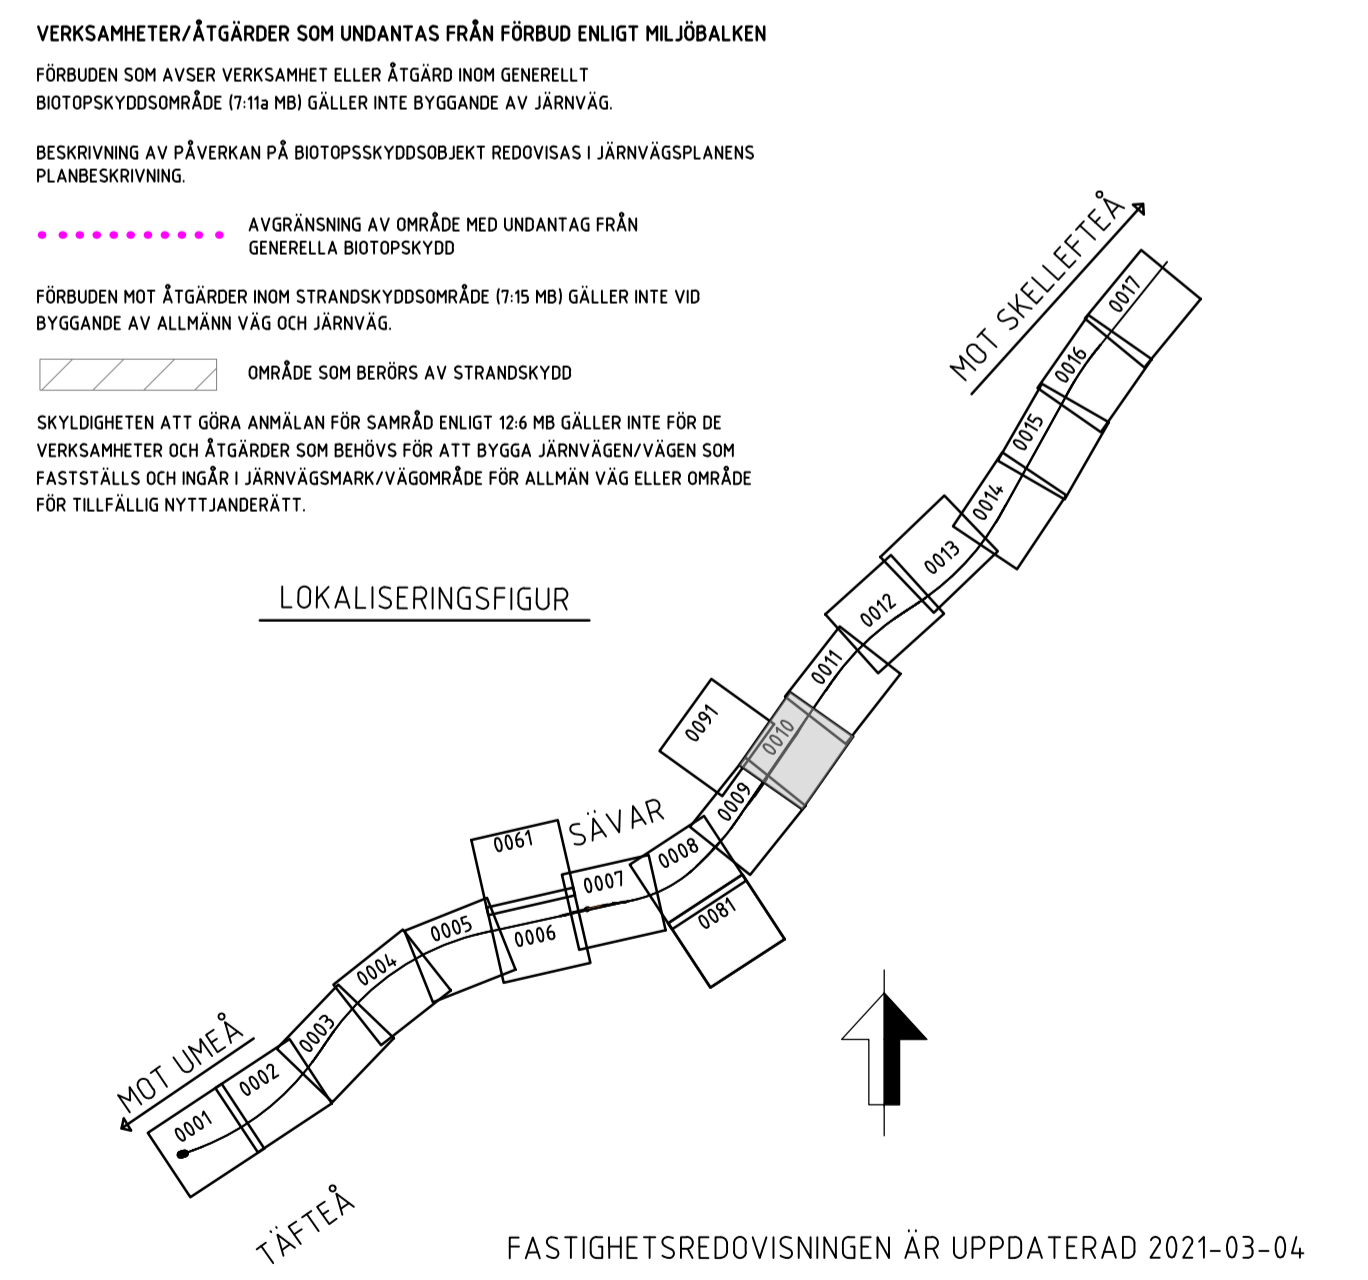 VERKSAMHETER/ÅTGÄRDER SOM UNDANTAS FRÅN FÖRBUD ENLIGT MILJÖBALKEN
FÖRBUDEN SOM AVSER VERKSAMHET ELLER ÅTGÄRD INOM GENERELLT
BIOTOPSKYDDSOMRÅDE (7:11a MB) GÄLLER INTE BYGGANDE AV JÄRNVÄG.
BESKRIVNING AV PÅVERKAN PÅ BIOTOPSSKYDDSOBJEKT REDOVISAS I JÄRNVÄGSPLANENS
PLANBESKRIVNING.
AVGRÄNSNING AV OMRÅDE MED UNDANTAG FRÅN
GENERELLA BIOTOPSKYDD
FÖRBUDEN MOT ÅTGÄRDER INOM STRANDSKYDDSOMRÅDE (7:15 MB) GÄLLER INTE VID
BYGGANDE AV ALLMÄNN VÄG OCH JÄRNVÄG.
OMRÅDE SOM BERÖRS AV STRANDSKYDD
SKYLDIGHETEN ATT GÖRA ANMÄLAN FÖR SAMRÅD ENLIGT 12:6 MB GÄLLER INTE FÖR DE
VERKSAMHETER OCH ÅTGÄRDER SOM BEHÖVS FÖR ATT BYGGA JÄRNVÄGEN/VÄGEN SOM
FASTSTÄLLS OCH INGÅR I JÄRNVÄGSMARK/VÄGOMRÅDE FÖR ALLMÄN VÄG ELLER OMRÅDE
FÖR TILLFÄLLIG NYTTJANDERÄTT.
LOKALISERINGSFIGUR
MOT SKELLEFTEÅ
0017
0016
0015
0014
0013
0012
0011
0091
0010
0009
SÄVAR
0061
0008
0007
0081
0005
0006
0004
0003
MOT UMEÅ
0002
0001
TÄFTEÅ
FASTIGHETSREDOVISNINGEN ÄR UPPDATERAD 2021-03-04